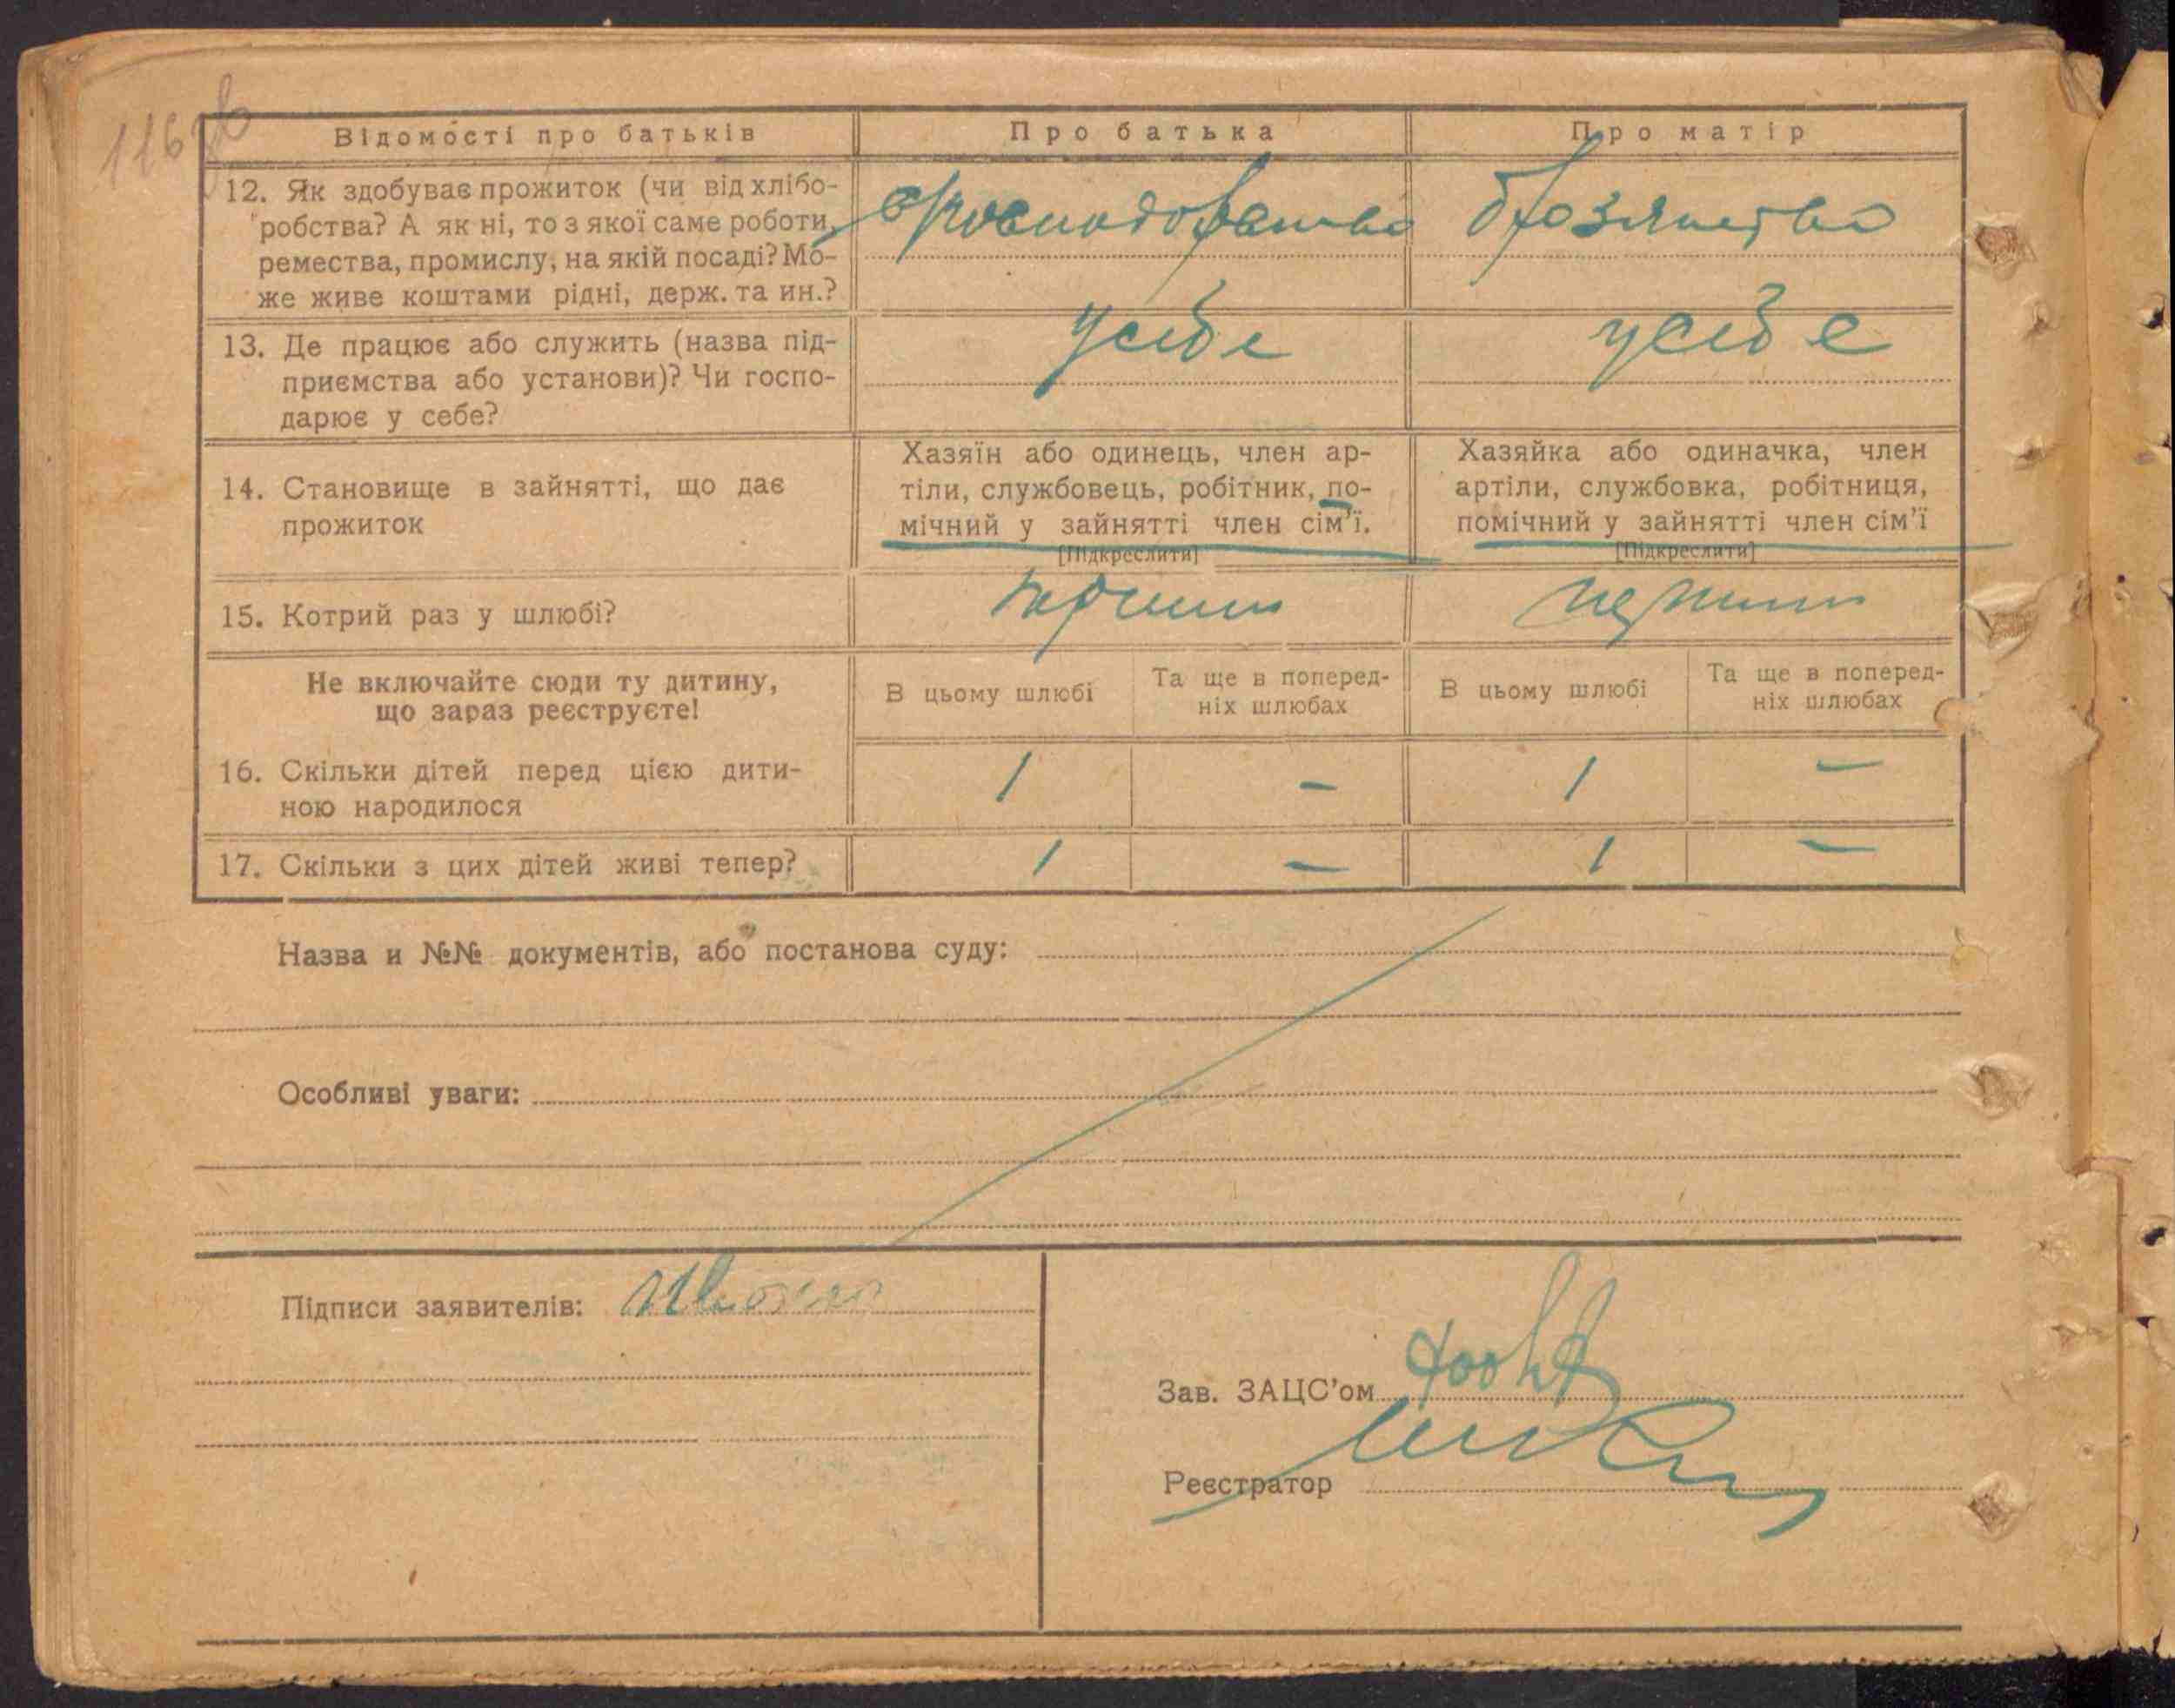 116
Відомості про батьків
Про батька
Про матір
12. Як здобуває прожиток (чи від хлібо-
робства? А як ні, то з якої саме роботи,
ремества, промислу, на якій посаді? Мо-
же живе коштами рідні, держ. та ин.?
13. Де працює або служить (назва під-
приємства або установи)? Чи госпо-
дарює у себе?
усебе
усебе
14. Становище в зайнятті, що дає
прожиток
Хазяїн або одинець, член ар-
тіли, службовець, робітник, по-
мічний у зайнятті член сім'ї.
[Підкреслити]
Хазяйка або одиначка, член
артіли, службовка, робітниця,
помічний у зайнятті член сім'ї
[Підкреслити]
15. Котрий раз у шлюбі?
Не включайте сюди ту дитину,
що зараз реєструєте!
В цьому шлюбі
Та ще в поперед-
ніх шлюбах
В цьому шлюбі
Та ще в поперед-
ніх шлюбах
16. Скільки дітей перед цією дити-
ною народилося
1
–
1
–
17. Скільки з цих дітей живі тепер?
1
–
1
–
Назва и №№ документів, або постанова суду:
Особливі уваги:
Підписи заявителів:
Зав. ЗАЦС'ом
Реєстратор